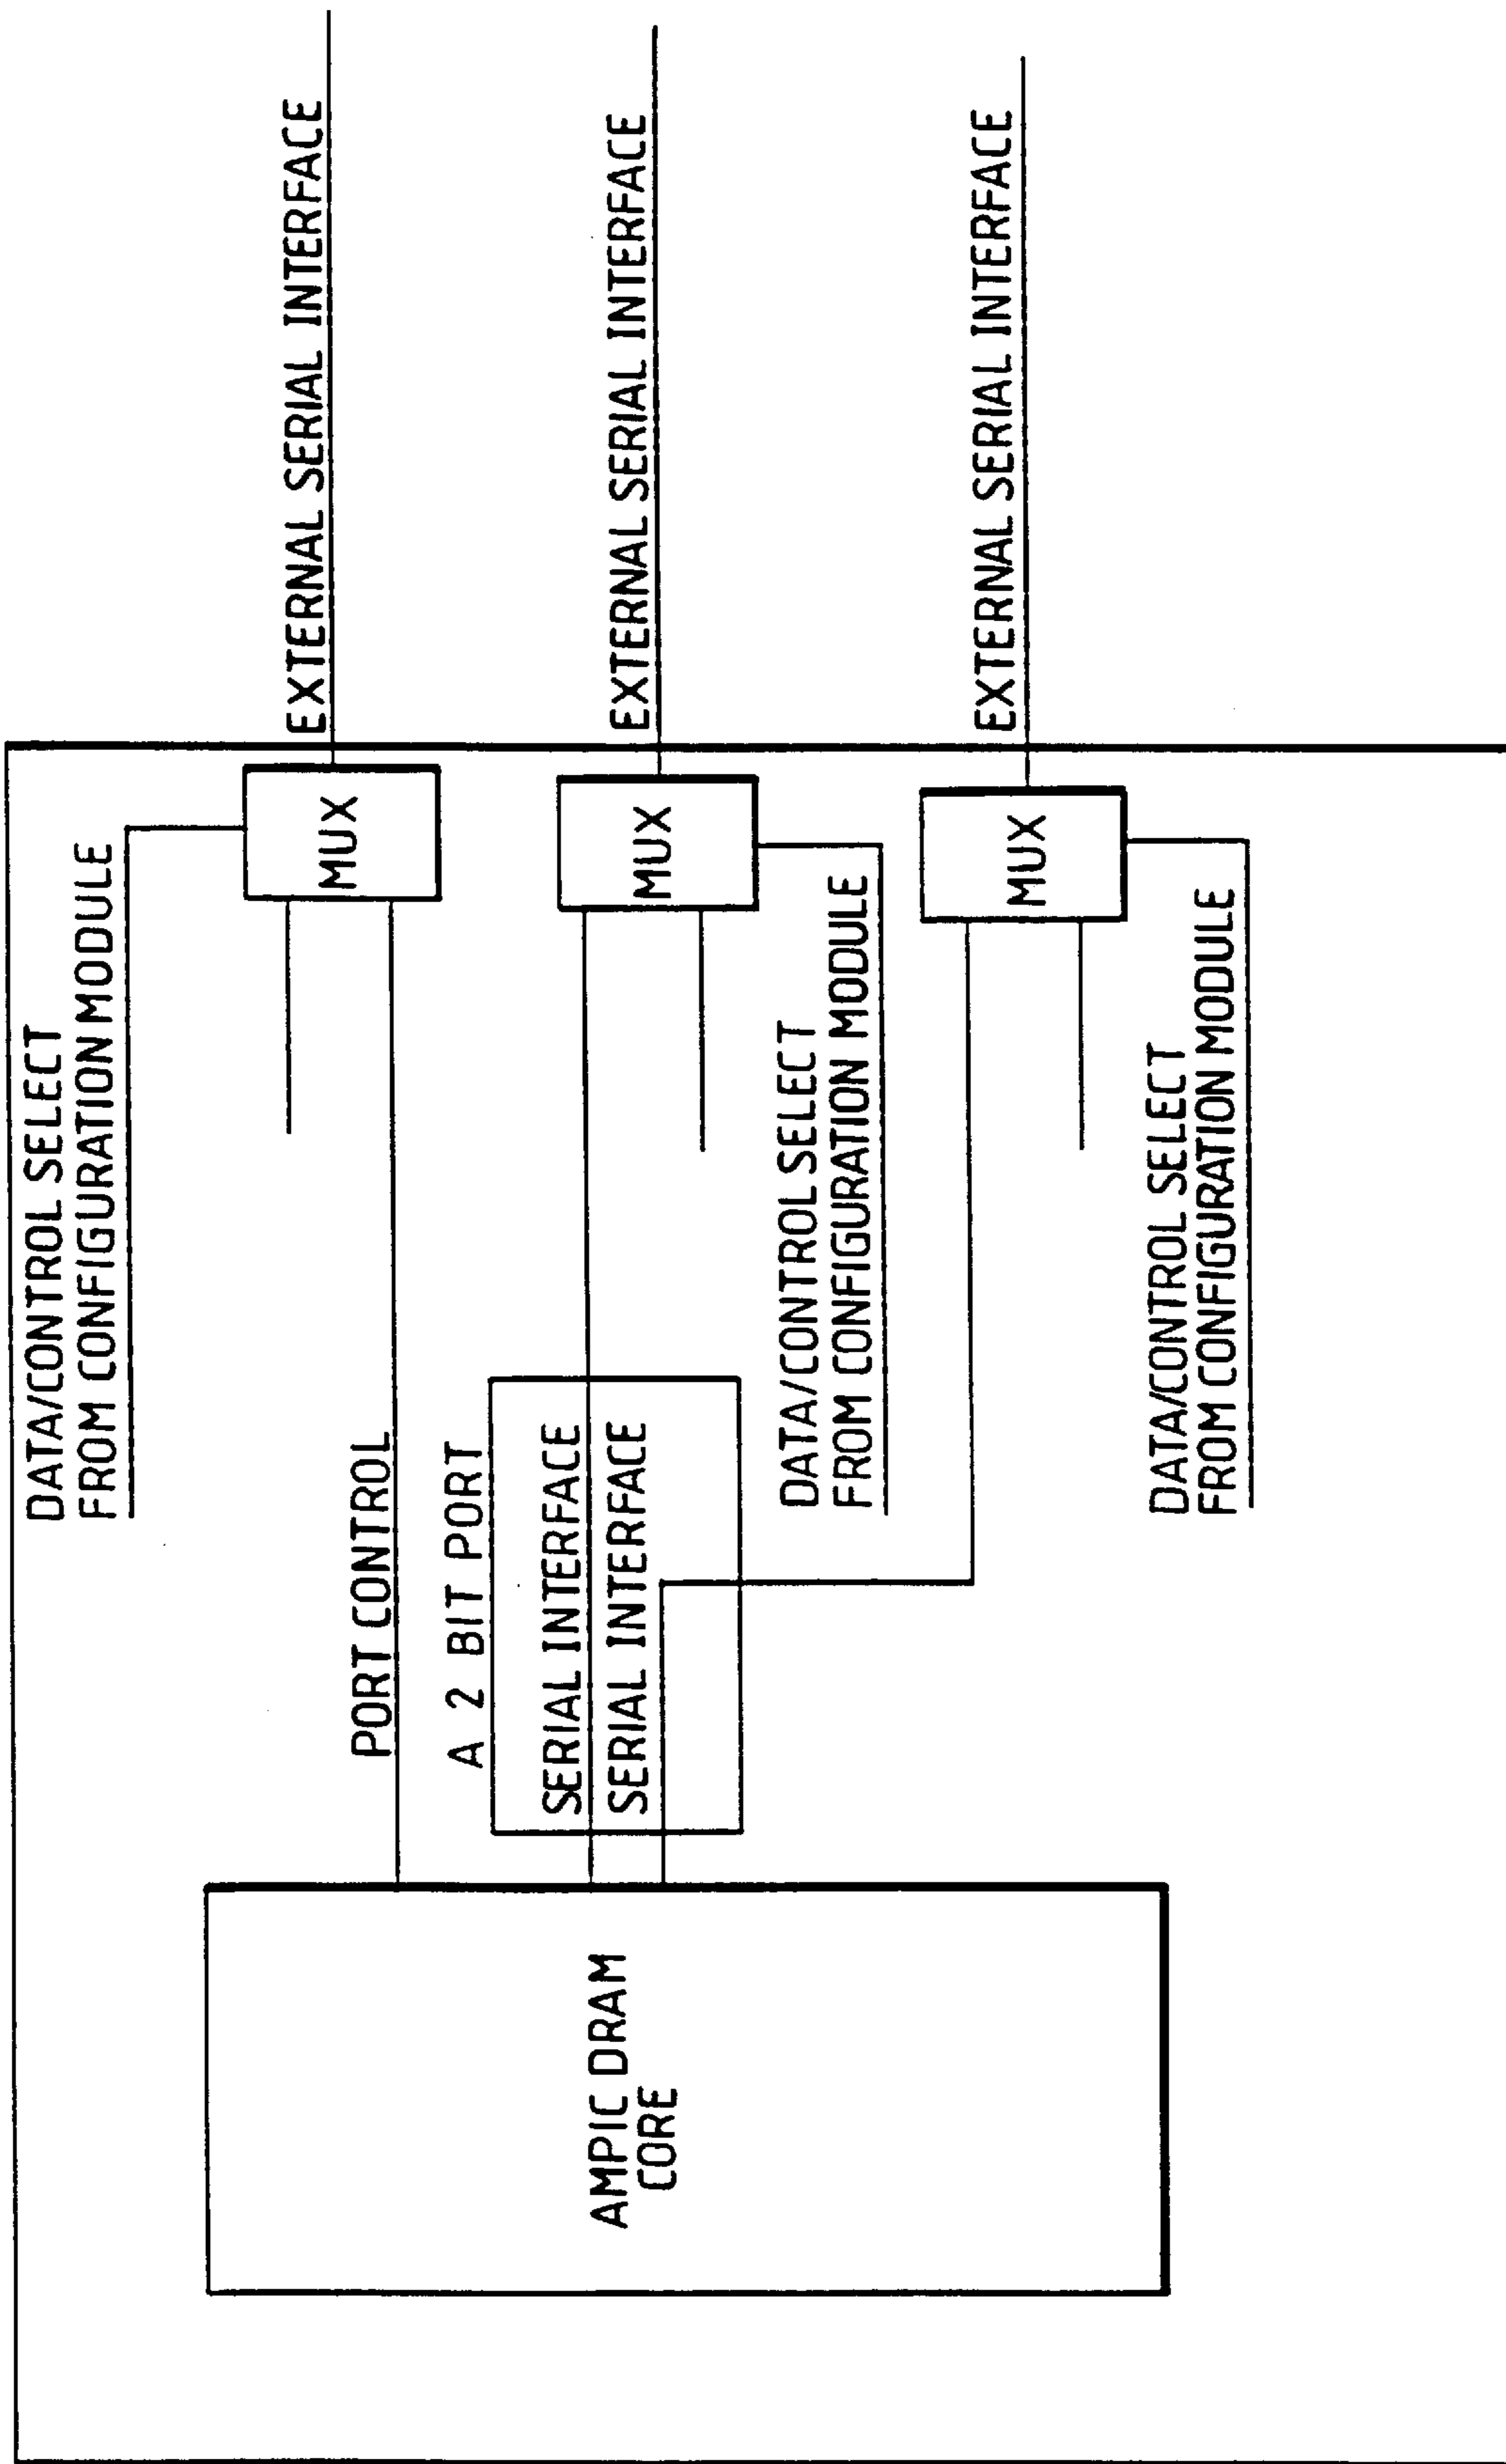 DATA/CONTROL SELECT
FROM CONFIGURATION MODULE
EXTERNAL SERIAL INTERFACE
MUX
PORT CONTROL
A 2 BIT PORT
SERIAL INTERFACE
SERIAL INTERFACE
EXTERNAL SERIAL INTERFACE
MUX
DATA/CONTROL SELECT
FROM CONFIGURATION MODULE
AMPIC DRAM
CORE
EXTERNAL SERIAL INTERFACE
MUX
DATA/CONTROL SELECT
FROM CONFIGURATION MODULE